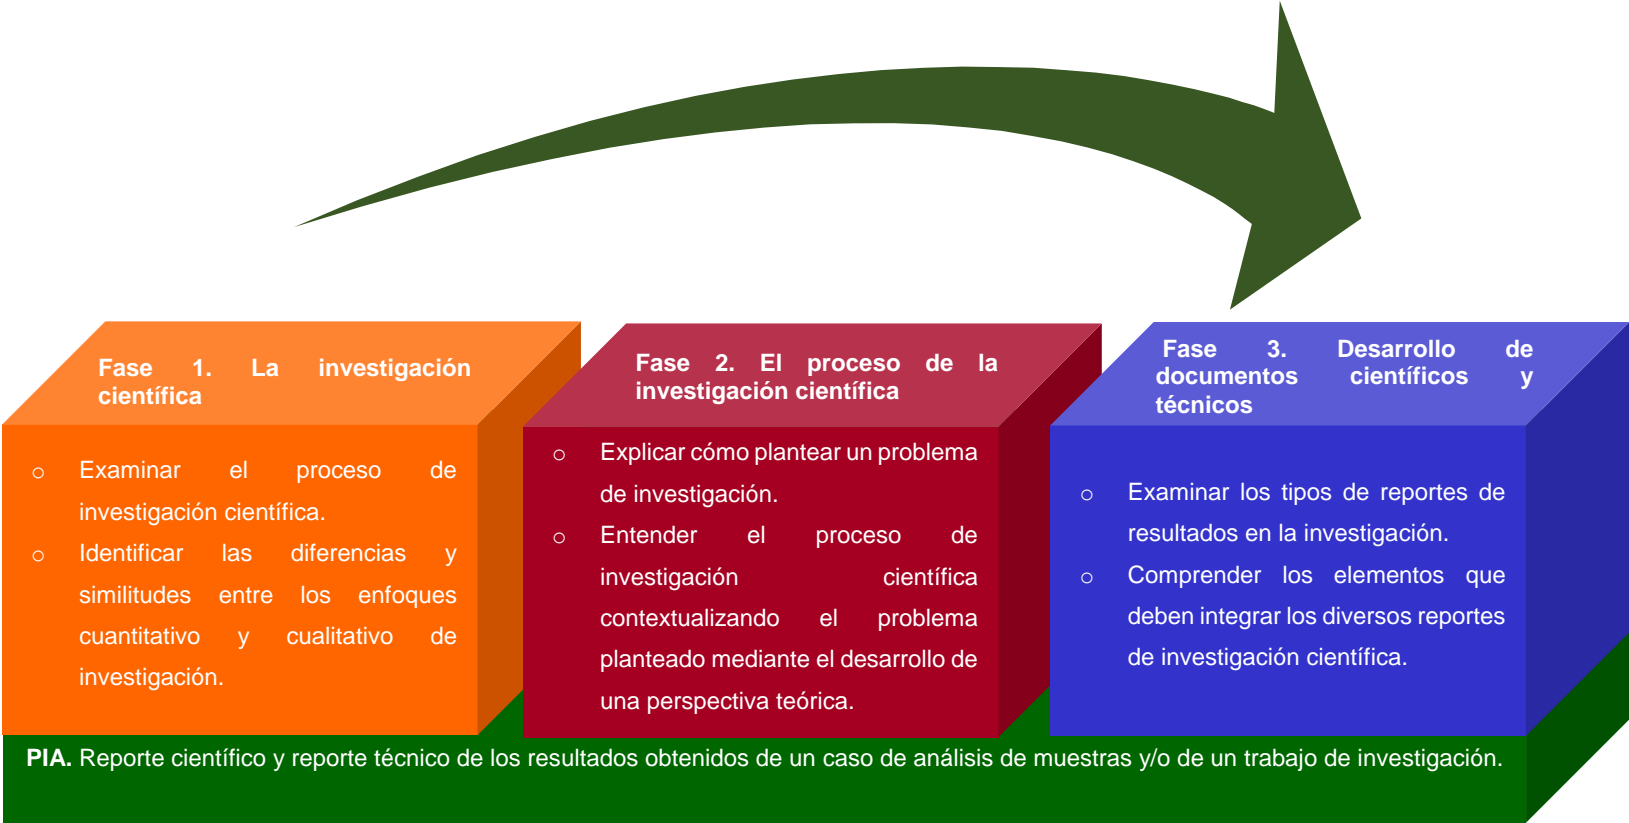 Fase 1. La investigación
científica
o Examinar el proceso de
investigación científica.
o Identificar las diferencias y
similitudes entre los enfoques
cuantitativo y cualitativo de
investigación.
Fase 2. El proceso de la
investigación científica
o Explicar cómo plantear un problema
de investigación.
o Entender el proceso de
investigación científica
contextualizando el problema
planteado mediante el desarrollo de
una perspectiva teórica.
Fase 3. Desarrollo de
documentos científicos y
técnicos
o Examinar los tipos de reportes de
resultados en la investigación.
o Comprender los elementos que
deben integrar los diversos reportes
de investigación científica.
PIA. Reporte científico y reporte técnico de los resultados obtenidos de un caso de análisis de muestras y/o de un trabajo de investigación.